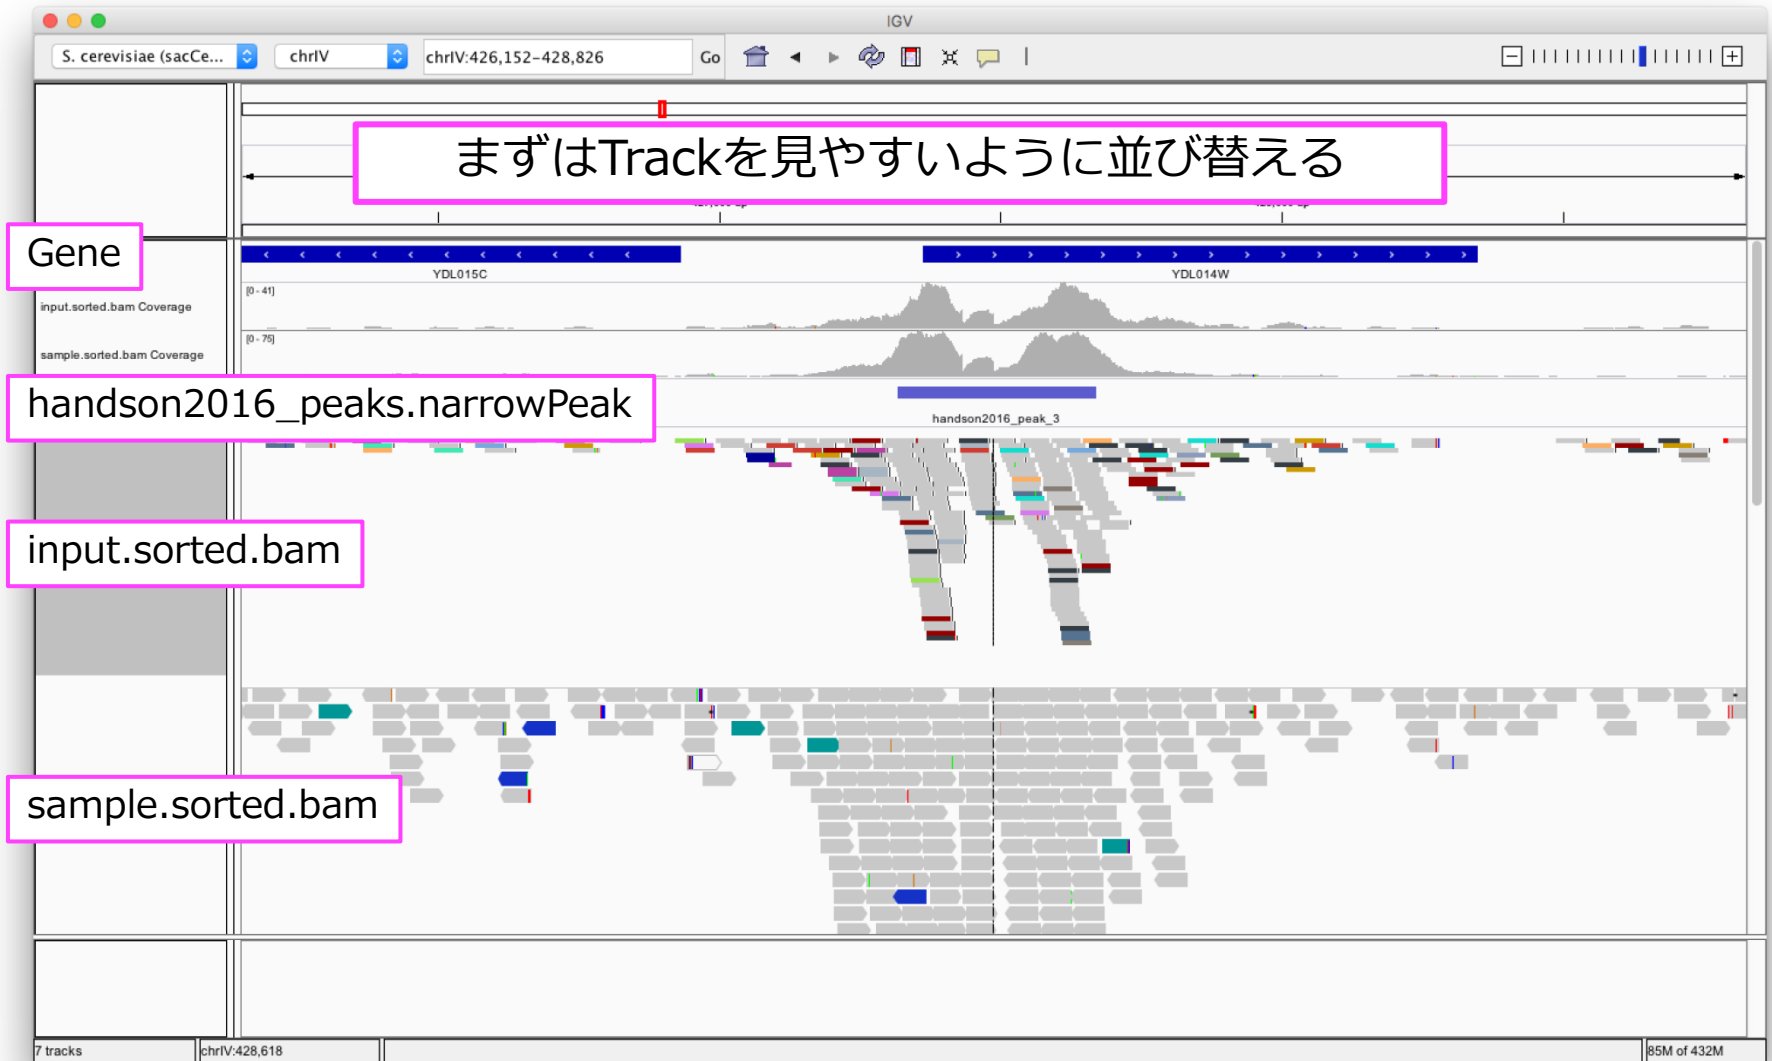 IGV
S. cerevisiae (sacCe...
chrIV
chrIV:426,152-428,826
Go
まずはTrackを見やすいように並び替える
Gene
YDL015C
YDL014W
input.sorted.bam Coverage
[0 - 41]
sample.sorted.bam Coverage
[0 - 75]
handson2016_peaks.narrowPeak
handson2016_peak_3
input.sorted.bam
sample.sorted.bam
7 tracks
chrIV:428,618
85M of 432M